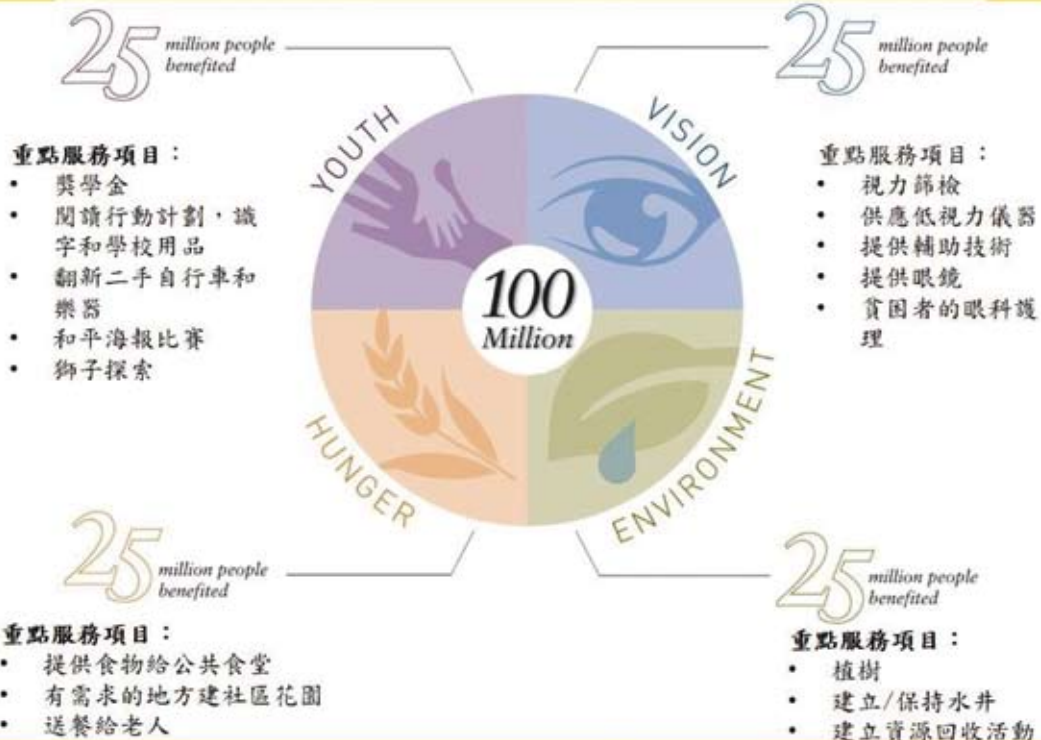 25 million people
benefited
重點服務項目：
• 獎學金
• 閱讀行動計劃，識
字和學校用品
• 翻新二手自行車和
樂器
• 和平海報比賽
• 獅子探索
25 million people
benefited
重點服務項目：
• 視力篩檢
• 供應低視力儀器
• 提供輔助技術
• 提供眼鏡
• 貧困者的眼科護
理
YOUTH
VISION
100
Million
HUNGER
ENVIRONMENT
25 million people
benefited
重點服務項目：
• 提供食物給公共食堂
• 有需求的地方建社區花園
• 送餐給老人
25 million people
benefited
重點服務項目：
• 植樹
• 建立/保持水井
• 建立資源回收活動